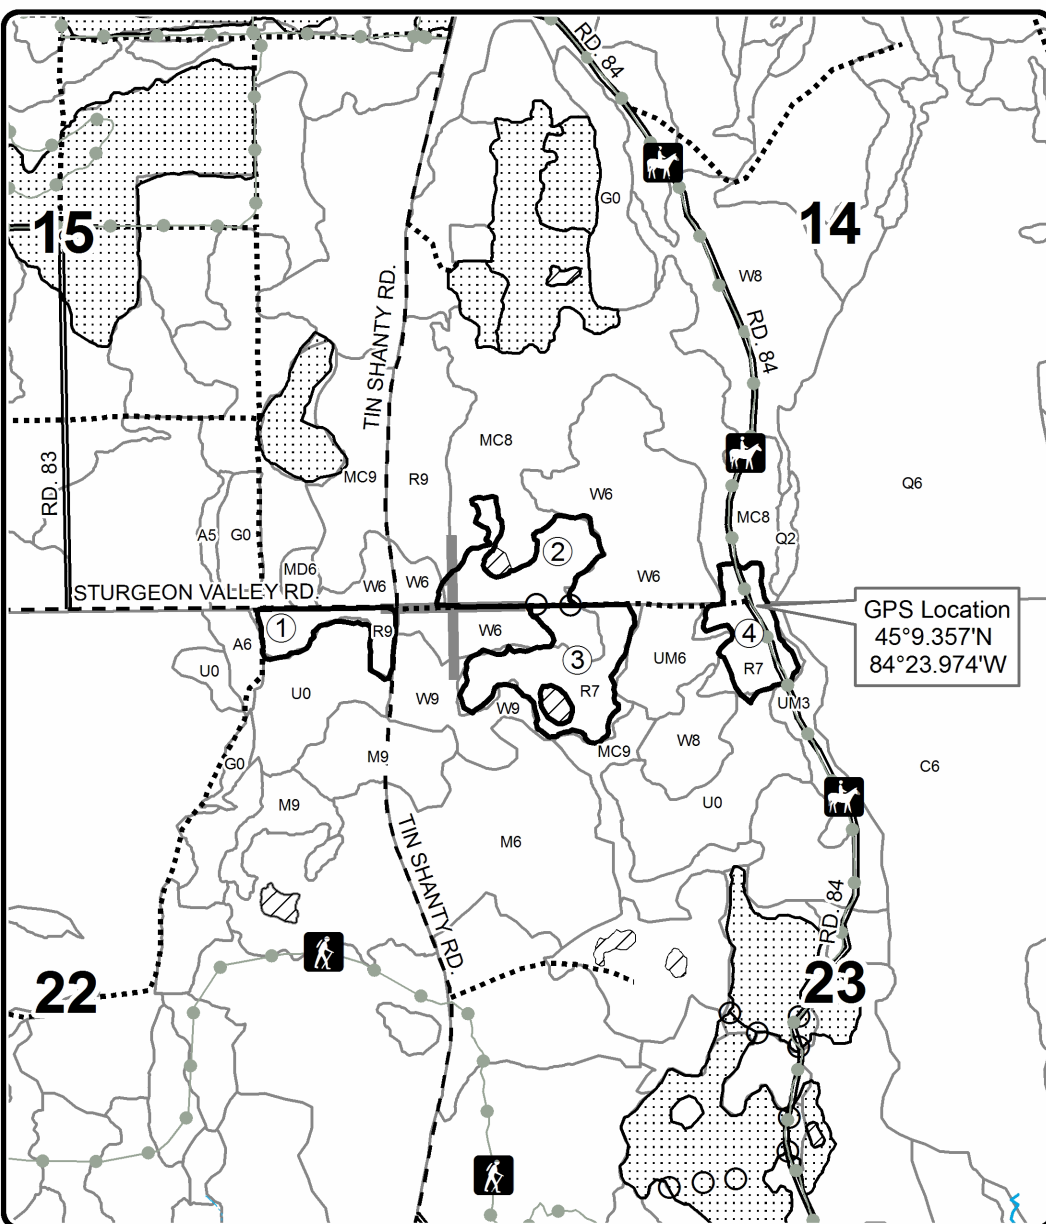 RD. 84
15
G0
14
W8
TIN SHANTY RD.
RD. 84
MC8
MC9
R9
Q6
RD. 83
W6
MC8
A5
G0
Q2
2
MD6
W6
W6
W6
STURGEON VALLEY RD.
GPS Location
45°9.357'N
84°23.974'W
1
R9
W6
4
A6
3
UM6
U0
R7
U0
R7
W9
W9
UM3
W8
MC9
M9
G0
C6
M9
U0
TIN SHANTY RD.
M6
RD. 84
22
23